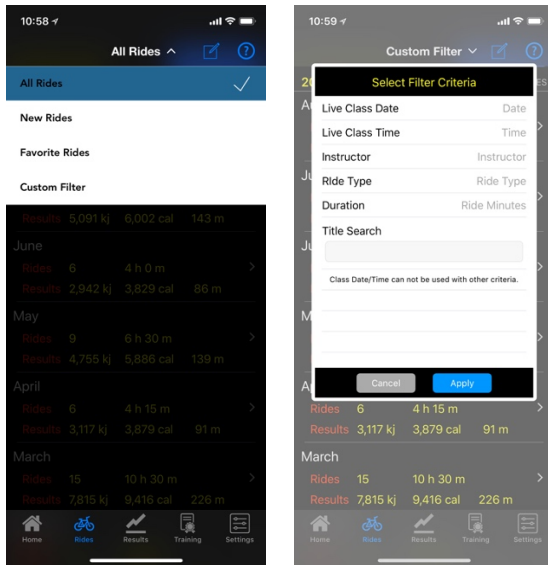 10:58
All Rides
?
All Rides
New Rides
Favorite Rides
Custom Filter
Results 5,091 kj 6,002 cal 143 m
June
Rides 6 4 h 0 m
Results 2,942 kj 3,829 cal 86 m
May
Rides 9 6 h 30 m
Results 4,755 kj 5,886 cal 139 m
April
Rides 6 4 h 15 m
Results 3,117 kj 3,879 cal 91 m
March
Rides 15 10 h 30 m
Results 7,815 kj 9,416 cal 226 m
Home Rides Results Training Settings
10:59
Custom Filter
?
20
ES
Select Filter Criteria
Live Class Date Date
Live Class Time Time
Instructor Instructor
RIde Type Ride Type
Duration Ride Minutes
Title Search
Class Date/Time can not be used with other criteria.
Cancel Apply
Rides 6 4 h 15 m
Results 3,117 kj 3,879 cal 91 m
March
Rides 15 10 h 30 m
Results 7,815 kj 9,416 cal 226 m
Home Rides Results Training Settings